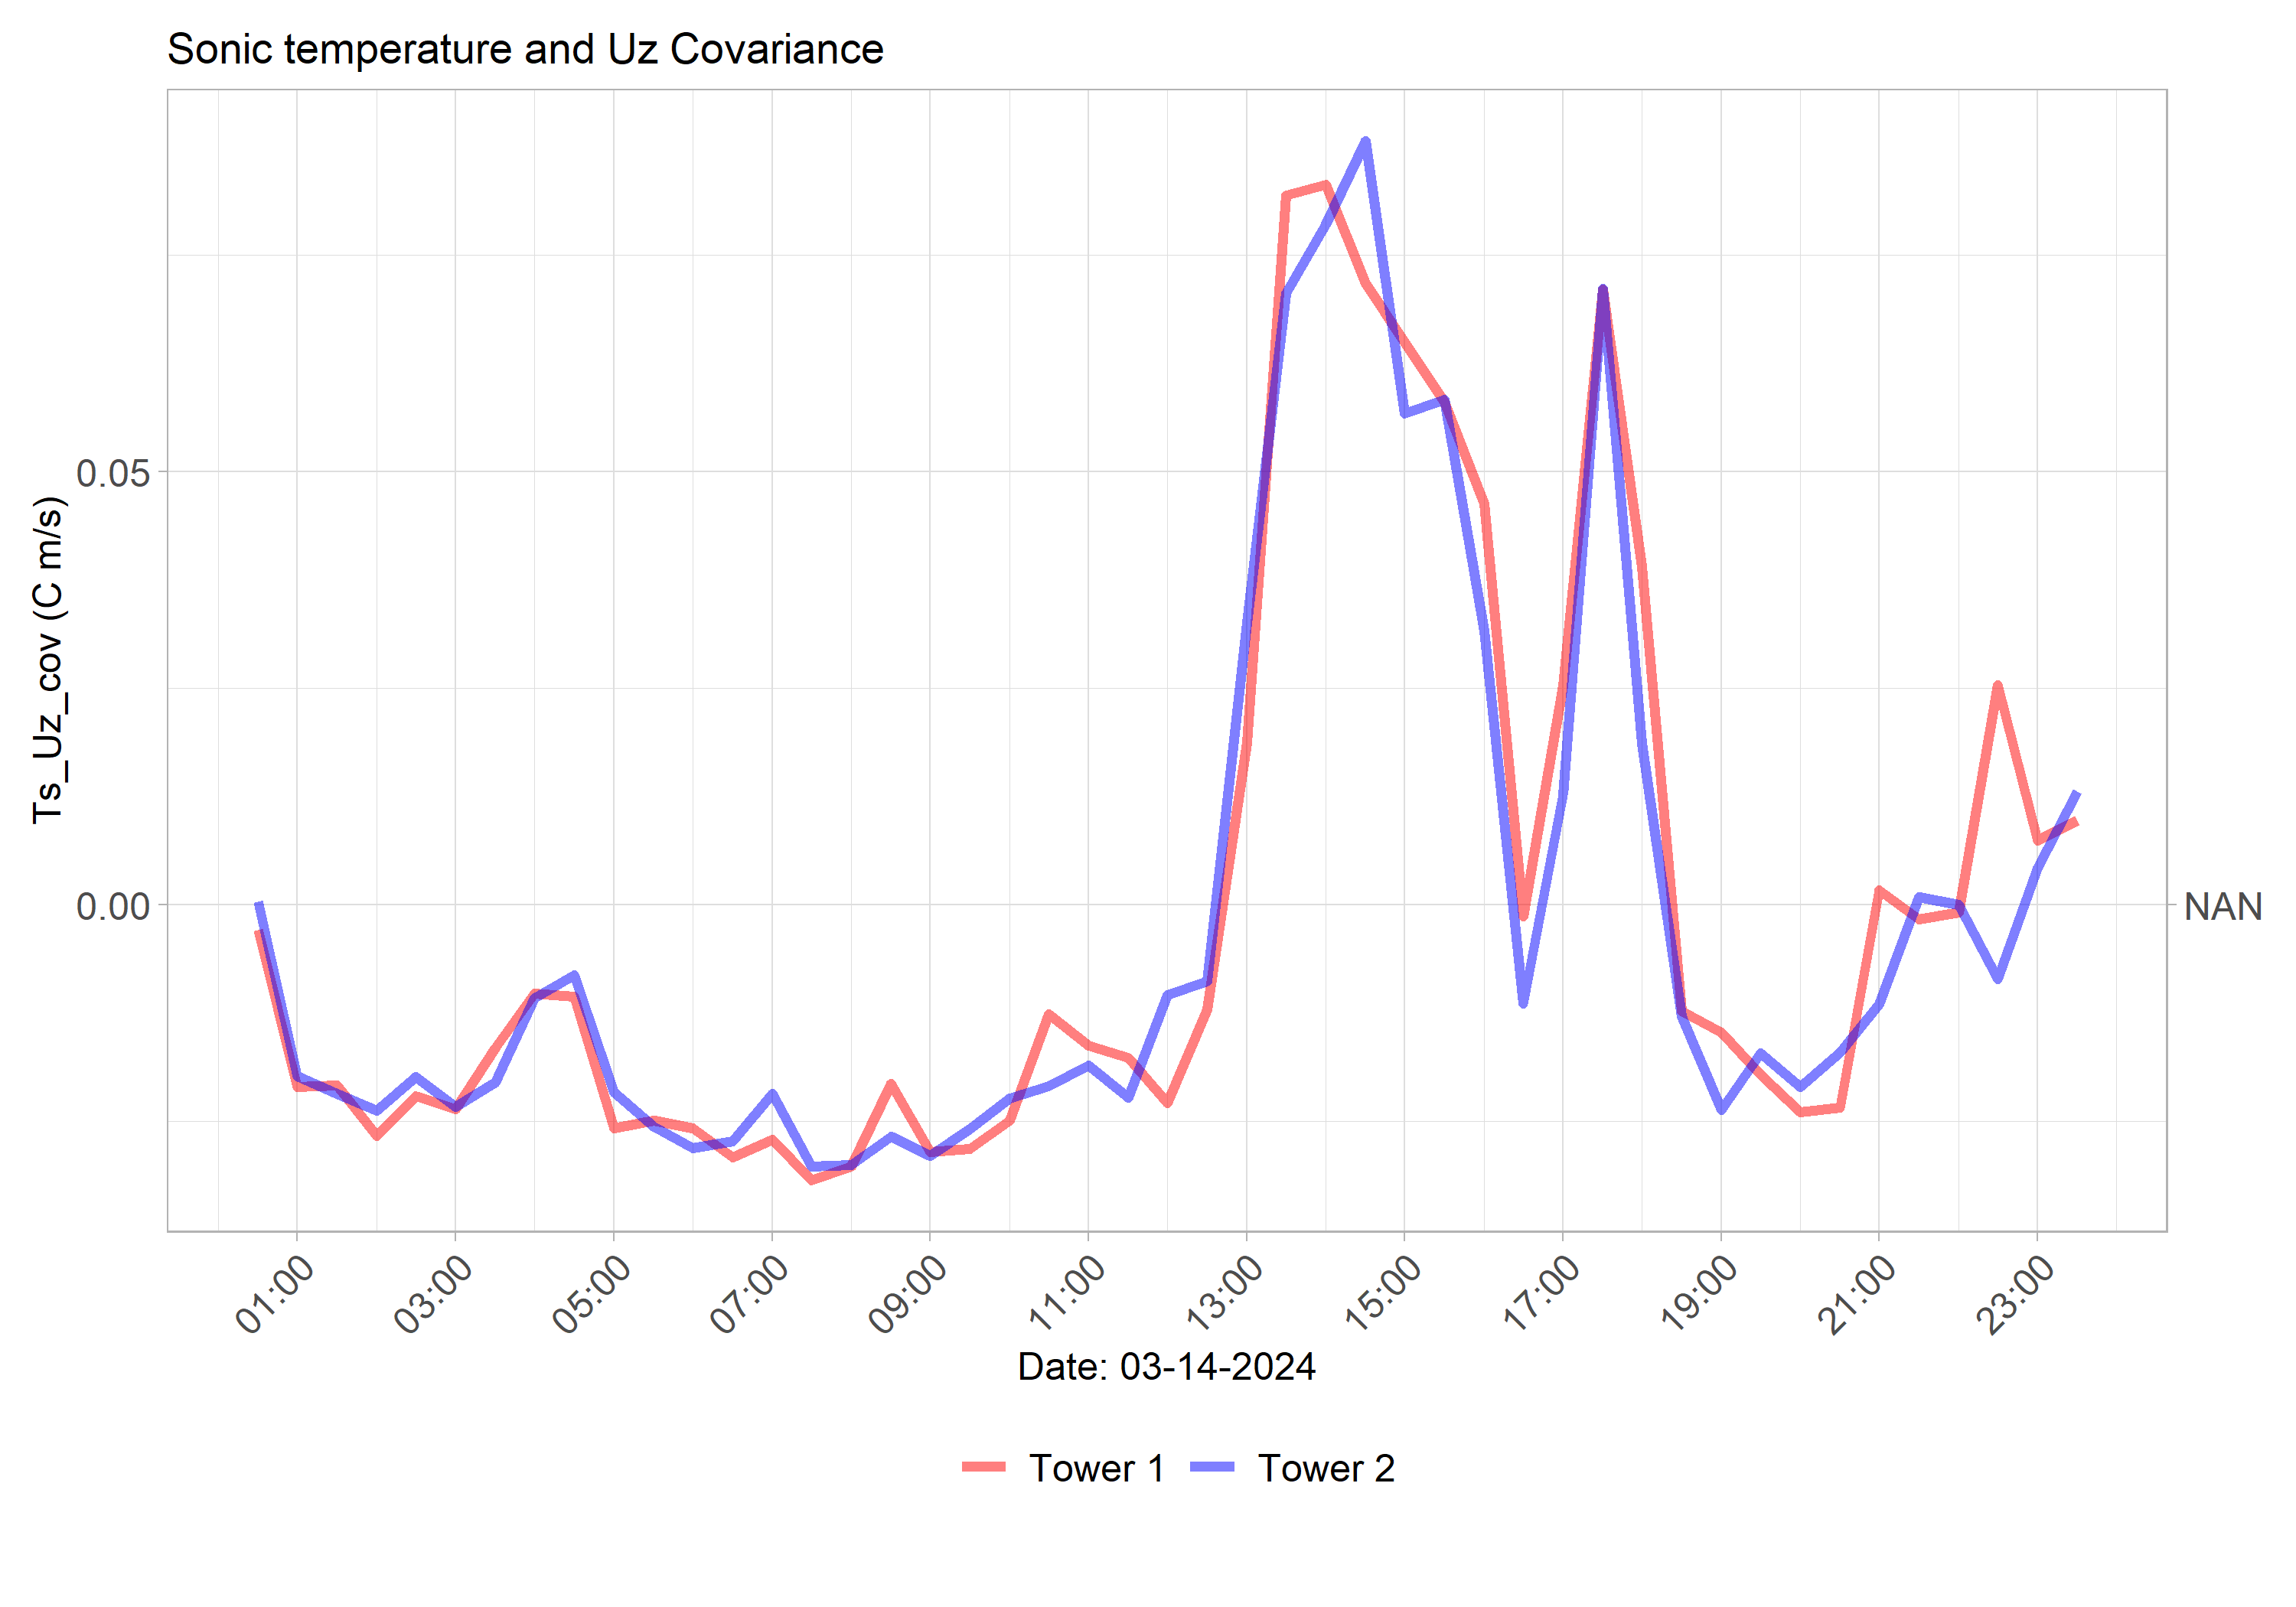 Sonic temperature and Uz Covariance
Ts_Uz_cov (C m/s)
0.05
0.00
NAN
01:00 03:00 05:00 07:00 09:00 11:00 13:00 15:00 17:00 19:00 21:00 23:00
Date: 03-14-2024
Tower 1 Tower 2